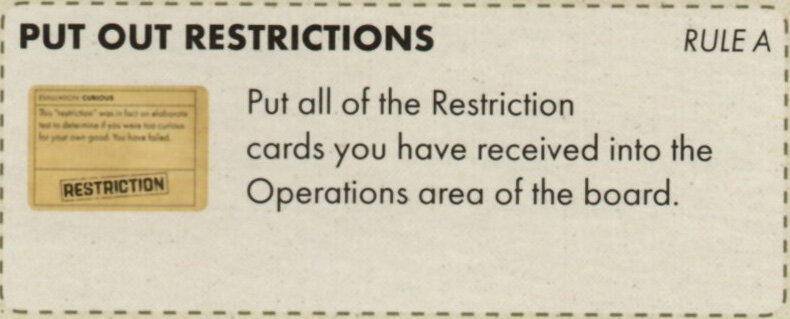 PUT OUT RESTRICTIONS
RULE A
EVALUATION: CURIOUS
This "restriction" was in fact an elaborate
test to determine if you were too curious
for your own good. You have failed.
RESTRICTION
Put all of the Restriction
cards you have received into the
Operations area of the board.